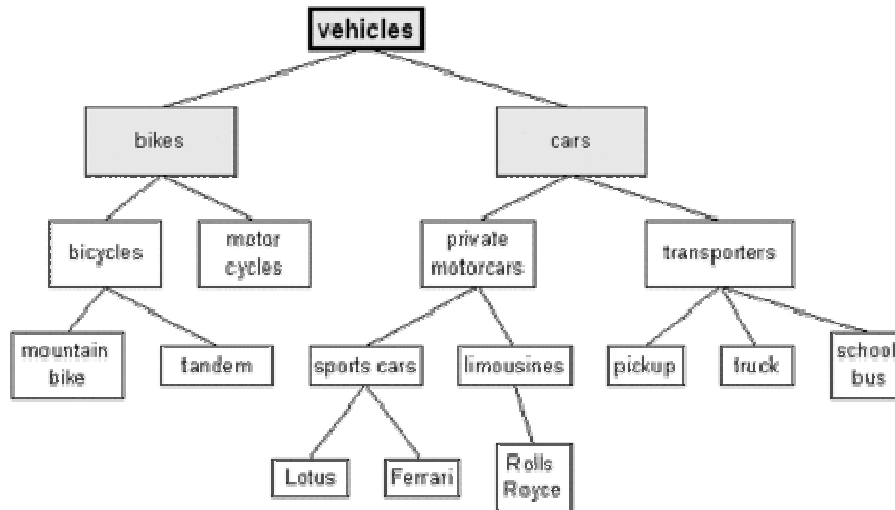 vehicles
bikes
cars
bicycles
motor
cycles
private
motorcars
transporters
mountain
bike
tandem
sports cars
limousines
pickup
truck
school
bus
Lotus
Ferrari
Rolls
Royce